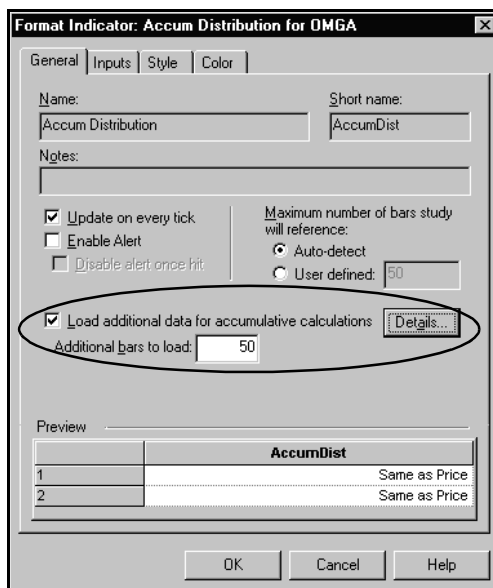 Format Indicator: Accum Distribution for OMGA
General Inputs Style Color
Name: Short name:
Accum Distribution AccumDist
Notes:
Update on every tick
Enable Alert
Disable alert once hit
Maximum number of bars study
will reference:
Auto-detect
User defined: 50
Load additional data for accumulative calculations Details...
Additional bars to load: 50
Preview
AccumDist
1 Same as Price
2 Same as Price
OK Cancel Help